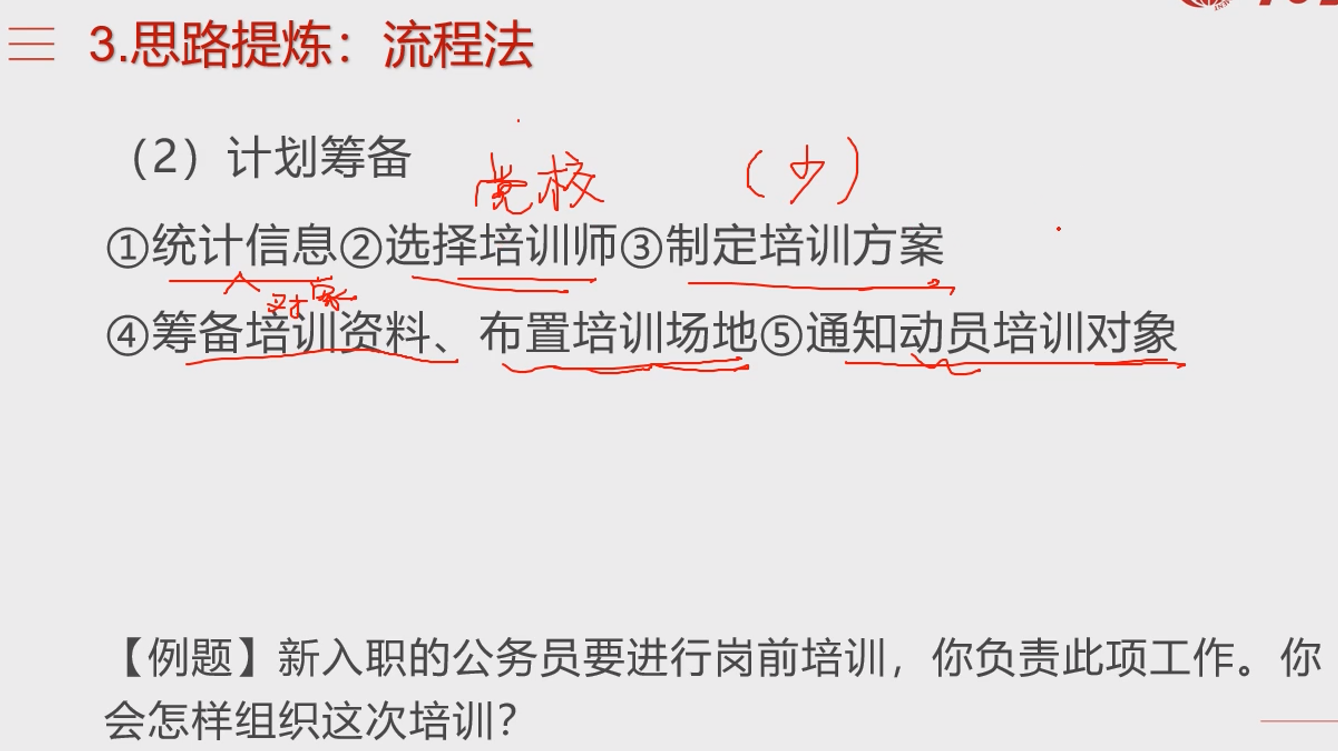 3.思路提炼：流程法
（2）计划筹备
党校 （少）
①统计信息②选择培训师③制定培训方案
④筹备培训资料、布置培训场地⑤通知动员培训对象
【例题】新入职的公务员要进行岗前培训，你负责此项工作。你
会怎样组织这次培训？